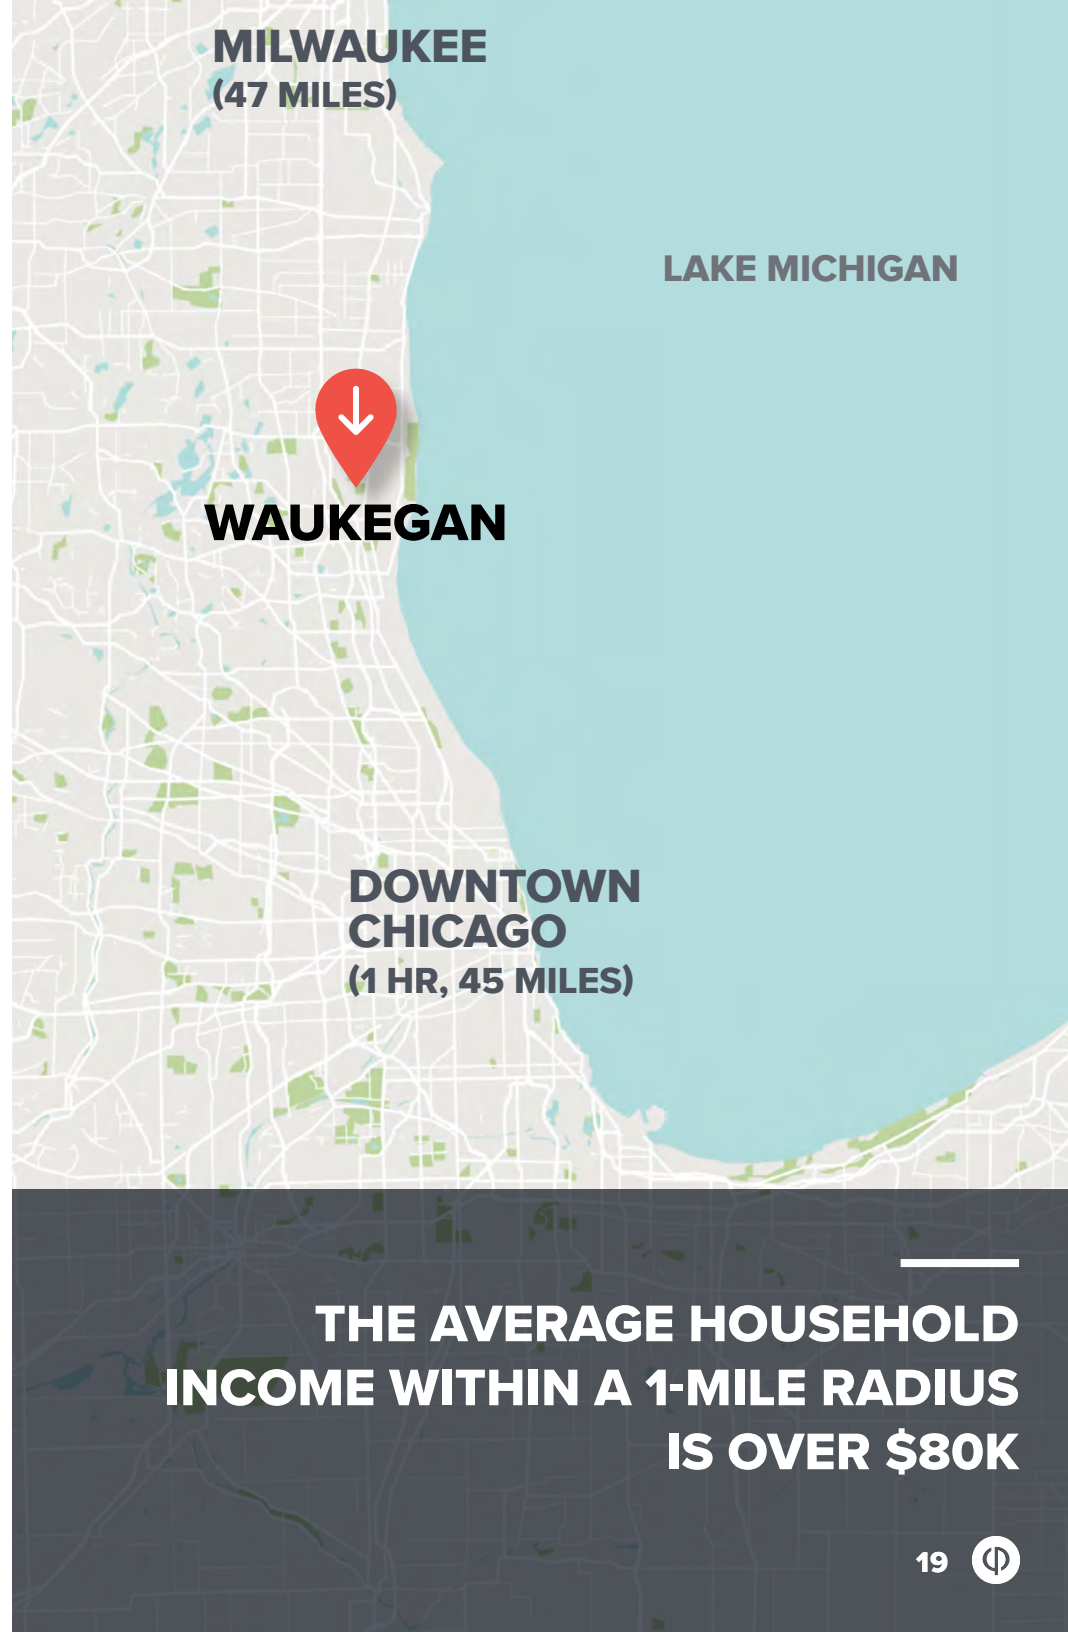 MILWAUKEE
(47 MILES)
LAKE MICHIGAN
WAUKEGAN
DOWNTOWN
CHICAGO
(1 HR, 45 MILES)
THE AVERAGE HOUSEHOLD
INCOME WITHIN A 1-MILE RADIUS
IS OVER $80K
19